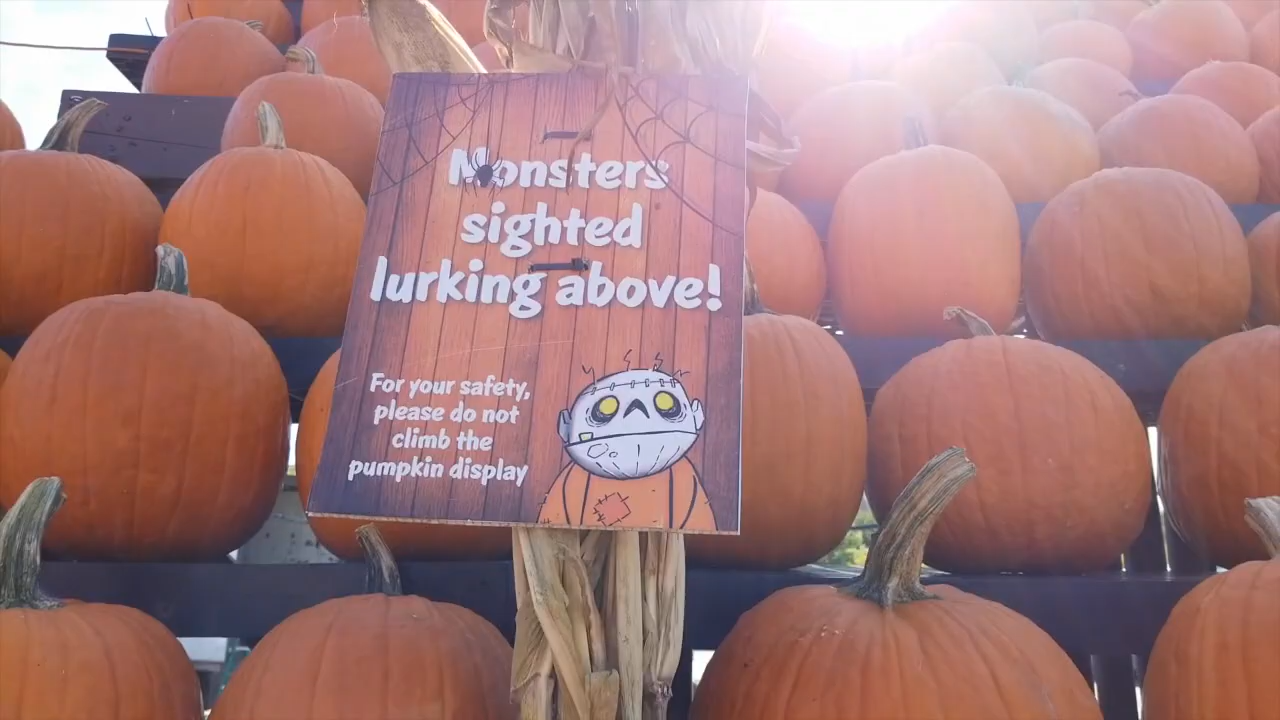 Monsters
sighted
lurking above!
For your safety,
please do not
climb the
pumpkin display